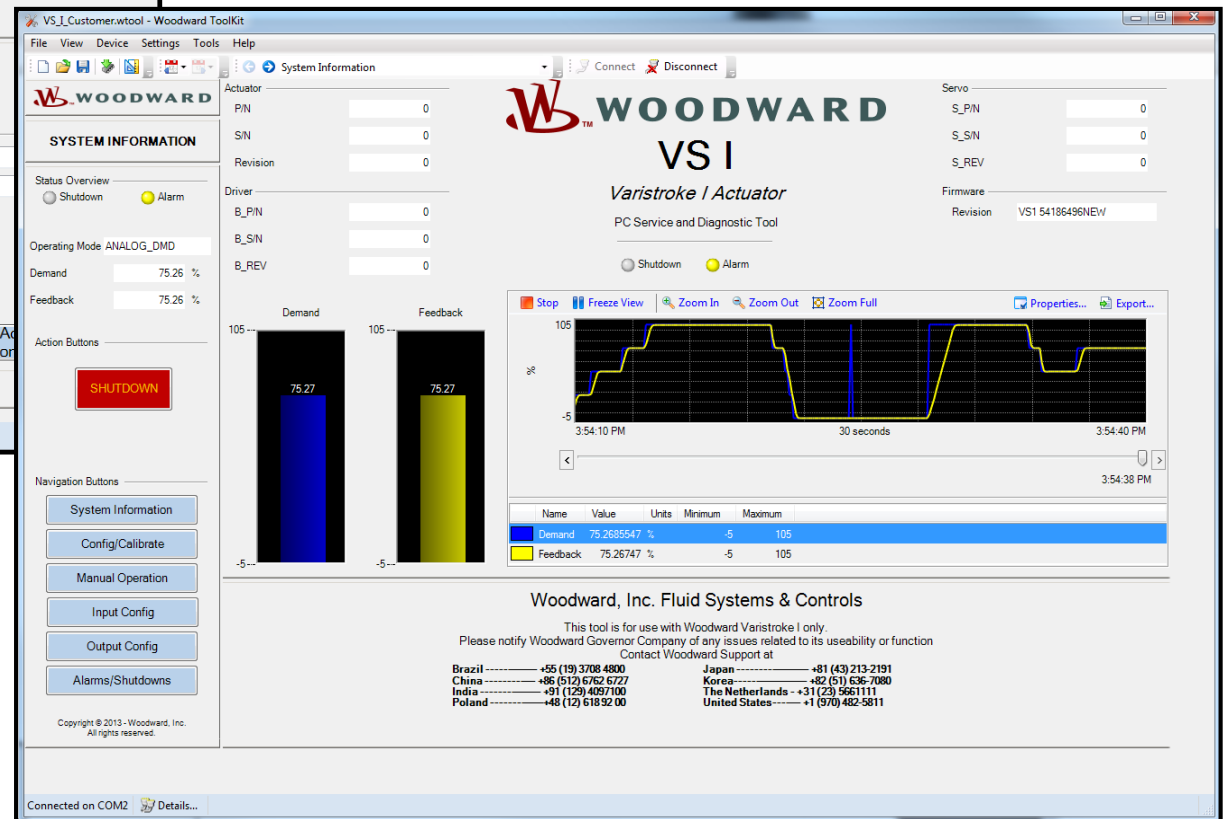 VS_I_Customer.wtool - Woodward ToolKit
File View Device Settings Tools Help
System Information
Connect Disconnect
WOODWARD
SYSTEM INFORMATION
Status Overview
Shutdown Alarm
Operating Mode ANALOG_DMD
Demand 75.26 %
Feedback 75.26 %
Action Buttons
SHUTDOWN
Navigation Buttons
System Information
Config/Calibrate
Manual Operation
Input Config
Output Config
Alarms/Shutdowns
Copyright © 2013 - Woodward, Inc.
All rights reserved.
Actuator
P/N 0
S/N 0
Revision 0
Driver
B_P/N 0
B_S/N 0
B_REV 0
WOODWARD
TM
VS I
Varistroke I Actuator
PC Service and Diagnostic Tool
Shutdown Alarm
Servo
S_P/N 0
S_S/N 0
S_REV 0
Firmware
Revision VS1 54186496NEW
Demand Feedback
105 105
75.27 75.27
-5 -5
Stop Freeze View Zoom In Zoom Out Zoom Full Properties... Export...
105
%
-5
3:54:10 PM 30 seconds 3:54:40 PM
< >
3:54:38 PM
Name Value Units Minimum Maximum
Demand 75.2685547 % -5 105
Feedback 75.26747 % -5 105
Woodward, Inc. Fluid Systems & Controls
This tool is for use with Woodward Varistroke I only.
Please notify Woodward Governor Company of any issues related to its useability or function
Contact Woodward Support at
Brazil ---------- +55 (19) 3708 4800 Japan ------------ +81 (43) 213-2191
China ---------- +86 (512) 6762 6727 Korea ------------ +82 (51) 636-7080
India ---------- +91 (129) 4097100 The Netherlands - +31 (23) 5661111
Poland ---------- +48 (12) 618 92 00 United States ------ +1 (970) 482-5811
Connected on COM2 Details...